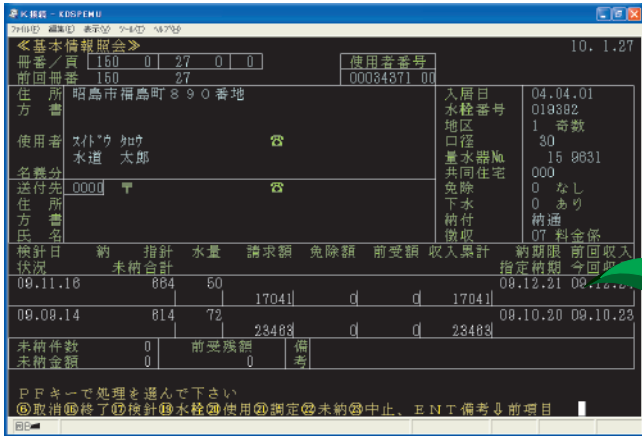 K 端末 - KDSPEMU
ファイル(F) 編集(E) 表示(V) ツール(T) ヘルプ(H)
≪基本情報照会≫ 10. 1.27
冊番／頁 150 0 27 0 0 使用者番号
前回冊番 150 27 00034371 00
住 所 昭島市福島町８９０番地 入居日 04.04.01
方 書 水栓番号 019382
地区 1 奇数
使用者 ｽｲﾄﾞｳ ﾀﾛｳ ☎ 口径 30
水道 太郎 量水器№ 15 9631
名義分 共同住宅 000
送付先 0000 〒 ☎ 免除 0 なし
住 所 下水 0 あり
方 書 納付 納通
氏 名 徴収 07 料金係
検針日 納 指針 水量 請求額 免除額 前受額 収入累計 納期限 前回収入
状況 未納合計 指定納期 今回収
09.11.16 664 50 09.12.21
17041 0 0 17041
09.09.14 614 72 09.10.20 09.10.23
23463 0 0 23463
未納件数 0 前受残額 備
未納金額 0 0 考
ＰＦキーで処理を選んで下さい
⑥取消⑯終了⑰検針⑲水栓⑳使用㉑調定㉒未納㉓中止、ＥＮＴ備考⇩前項目